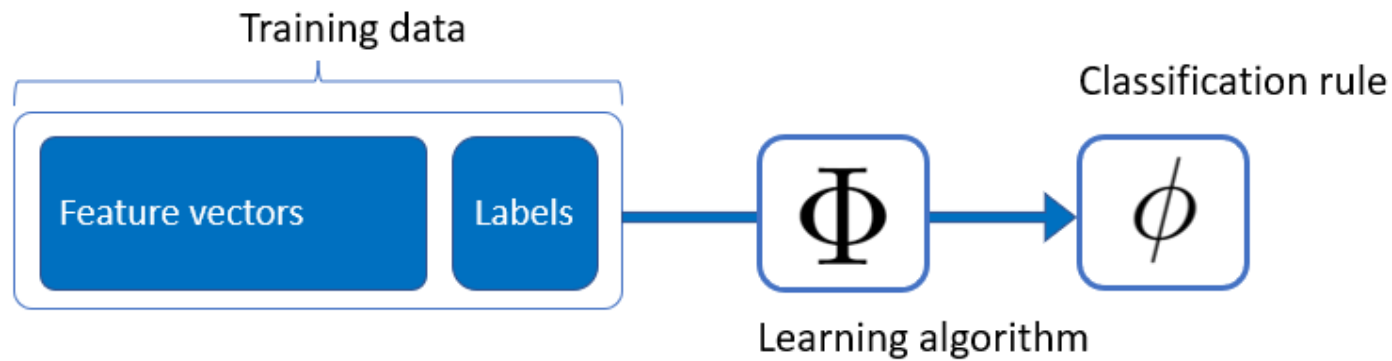 Training data
Classification rule
Feature vectors
Labels
Φ
ϕ
Learning algorithm